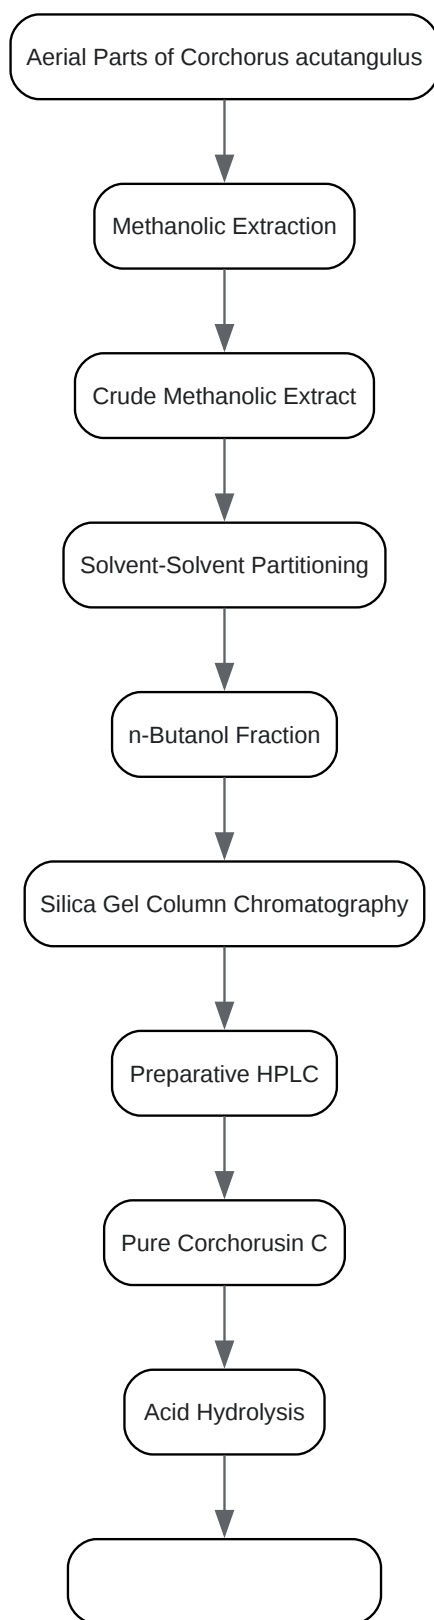 Aerial Parts of Corchorus acutangulus
Methanolic Extraction
Crude Methanolic Extract
Solvent-Solvent Partitioning
n-Butanol Fraction
Silica Gel Column Chromatography
Preparative HPLC
Pure Corchorusin C
Acid Hydrolysis